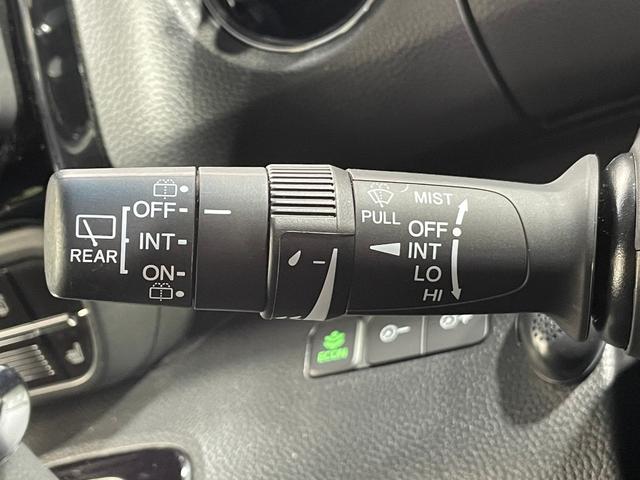 OFF
INT
ON
REAR
MIST
PULL
OFF
INT
LO
HI
ECON